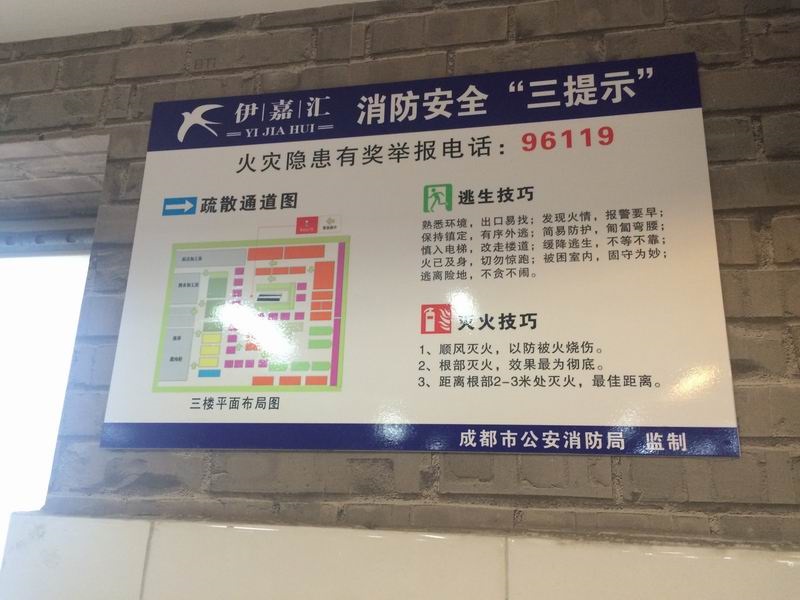 伊嘉汇
YI JIA HUI
消防安全“三提示”
火灾隐患有奖举报电话：96119
疏散通道图
三楼平面布局图
逃生技巧
熟悉环境，出口易找；发现火情，报警要早；
保持镇定，有序外逃；简易防护，匍匐弯腰；
慎入电梯，改走楼道；缓降逃生，不等不靠；
火已及身，切勿惊跑；被困室内，固守为妙；
逃离险地，不贪不闹。
灭火技巧
1、顺风灭火，以防被火烧伤。
2、根部灭火，效果最为彻底。
3、距离根部2-3米处灭火，最佳距离。
成都市公安消防局 监制